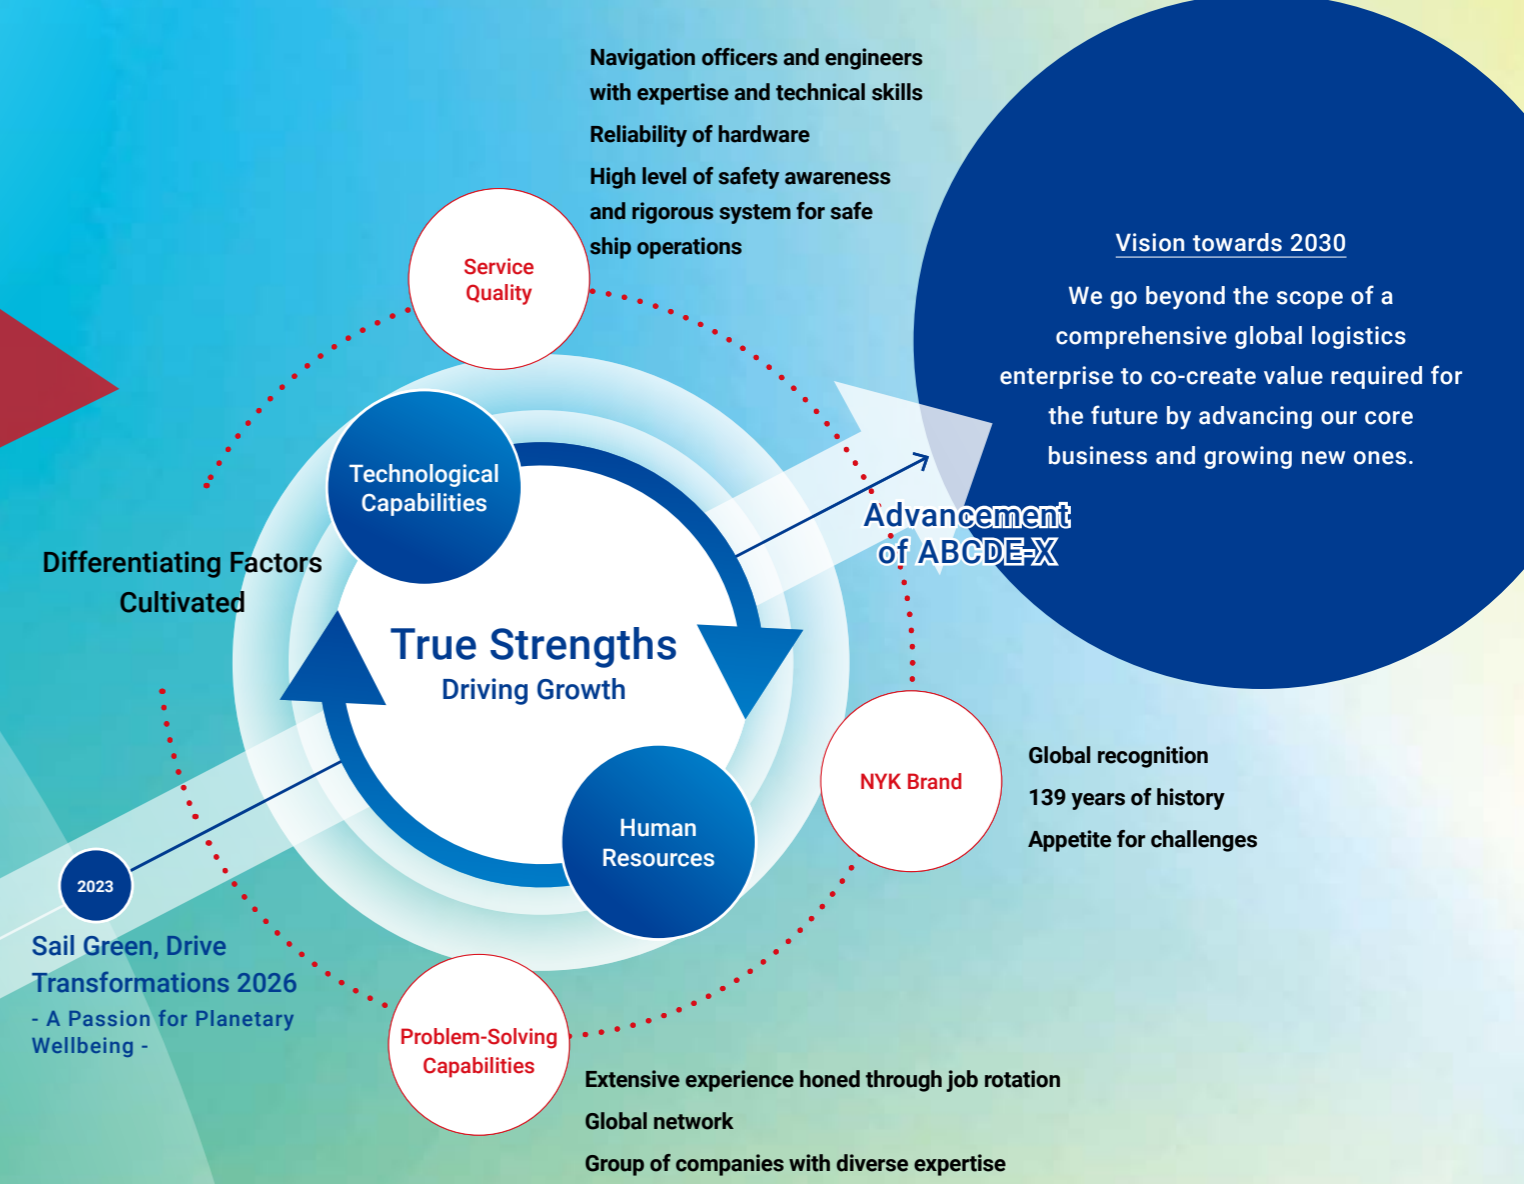 Navigation officers and engineers
with expertise and technical skills
Reliability of hardware
High level of safety awareness
and rigorous system for safe
ship operations
Service
Quality
Vision towards 2030
We go beyond the scope of a
comprehensive global logistics
enterprise to co-create value required for
the future by advancing our core
business and growing new ones.
Technological
Capabilities
Advancement
of ABCDE-X
Differentiating Factors
Cultivated
True Strengths
Driving Growth
NYK Brand
Global recognition
139 years of history
Appetite for challenges
Human
Resources
2023
Sail Green, Drive
Transformations 2026
- A Passion for Planetary
Wellbeing -
Problem-Solving
Capabilities
Extensive experience honed through job rotation
Global network
Group of companies with diverse expertise